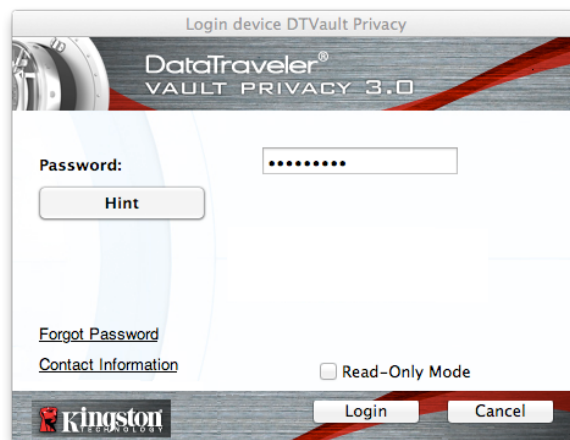 Login device DTVault Privacy
DataTraveler®
VAULT PRIVACY 3.0
Password: •••••••••
Hint
Forgot Password
Contact Information
Read-Only Mode
Kingston
TECHNOLOGY
Login
Cancel